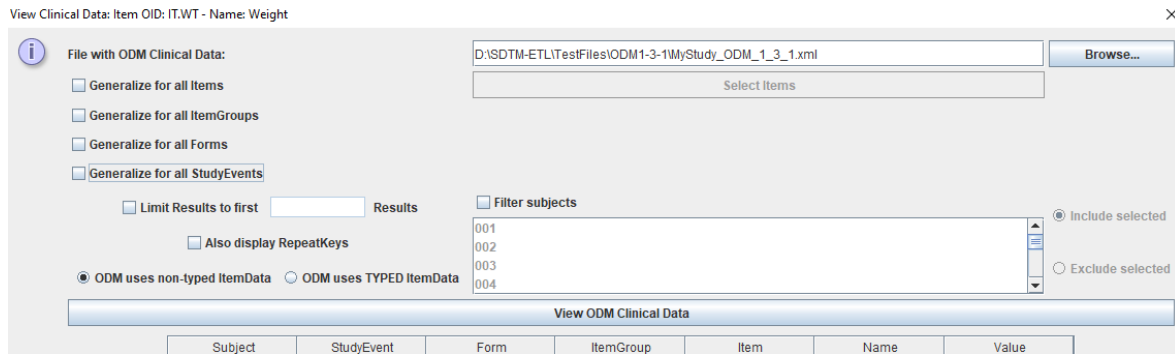 View Clinical Data: Item OID: IT.WT - Name: Weight
File with ODM Clinical Data:
D:\SDTM-ETL\TestFiles\ODM1-3-1\MyStudy_ODM_1_3_1.xml
Browse...
Generalize for all Items
Select Items
Generalize for all ItemGroups
Generalize for all Forms
Generalize for all StudyEvents
Limit Results to first
Results
Filter subjects
001
002
003
004
Include selected
Exclude selected
Also display RepeatKeys
ODM uses non-typed ItemData
ODM uses TYPED ItemData
View ODM Clinical Data
Subject StudyEvent Form ItemGroup Item Name Value